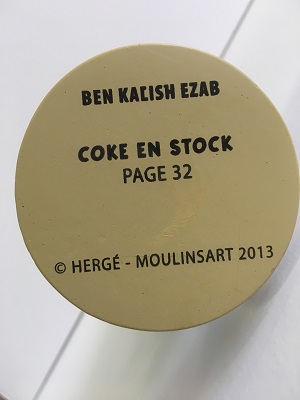 BEN KALISH EZAB
COKE EN STOCK
PAGE 32
© HERGÉ - MOULINSART 2013